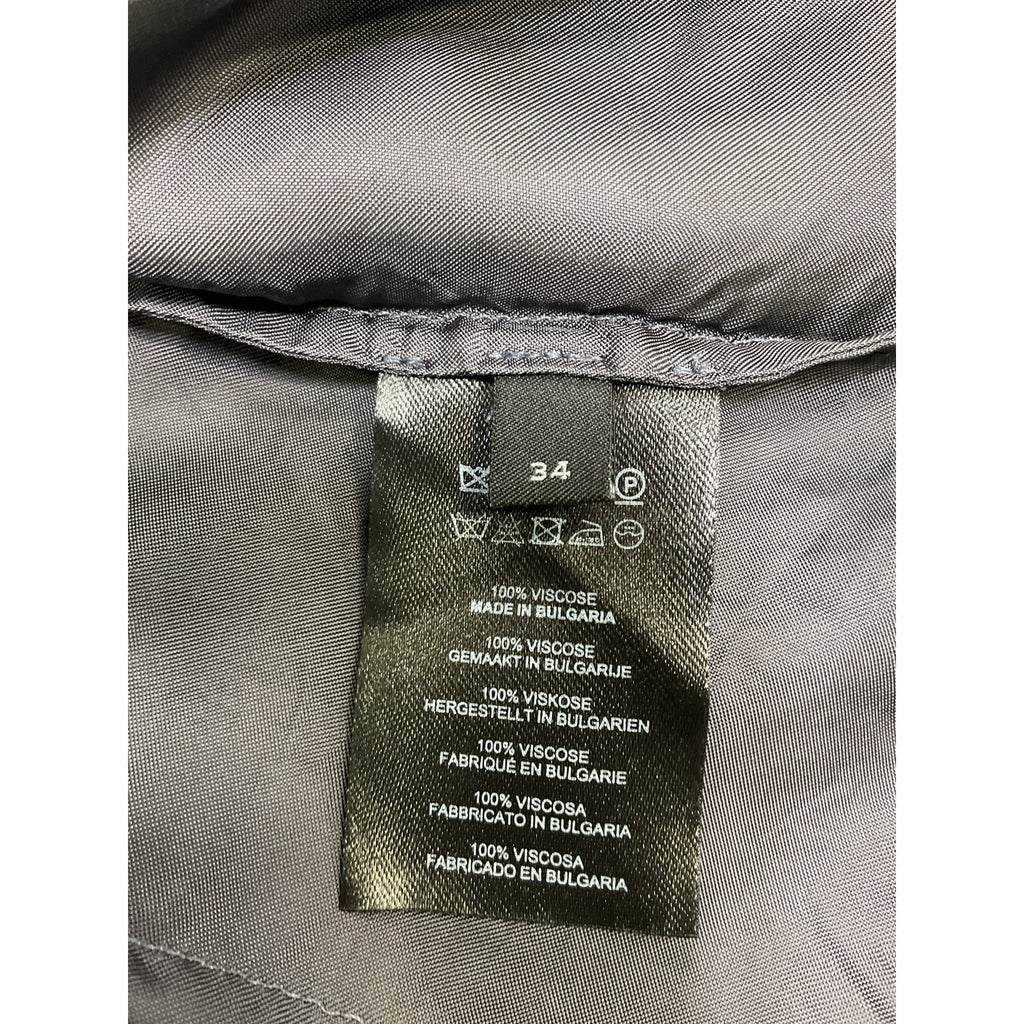 34
P
100% VISCOSE
MADE IN BULGARIA
100% VISCOSE
GEMAAKT IN BULGARIJE
100% VISKOSE
HERGESTELLT IN BULGARIEN
100% VISCOSE
FABRIQUÉ EN BULGARIE
100% VISCOSA
FABBRICATO IN BULGARIA
100% VISCOSA
FABRICADO EN BULGARIA